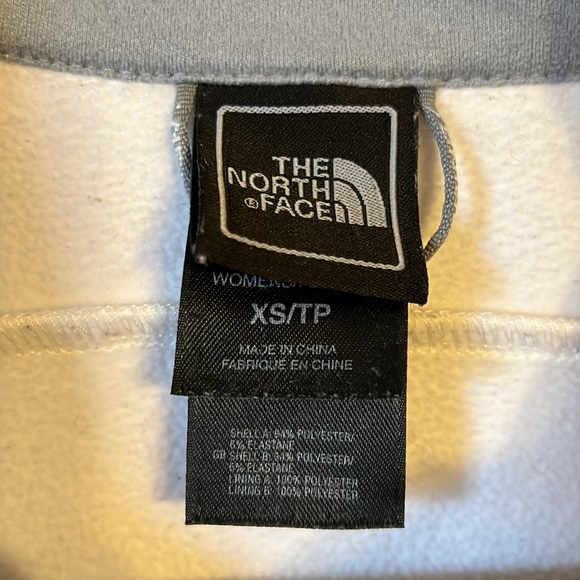 THE
NORTH
®FACE
XS/TP
MADE IN CHINA
FABRIQUE EN CHINE
SHELL A: 94% POLYESTER/
6% ELASTANE
GB SHELL B: 94% POLYESTER/
6% ELASTANE
LINING A: 100% POLYESTER
LINING B: 100% POLYESTER